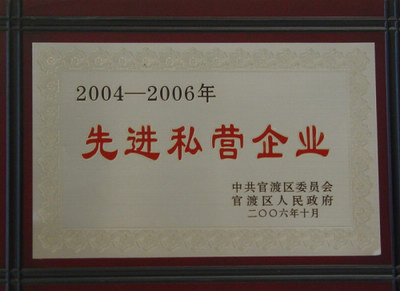 2004—2006年
先进私营企业
中共官渡区委员会
官渡区人民政府
二〇〇六年十月